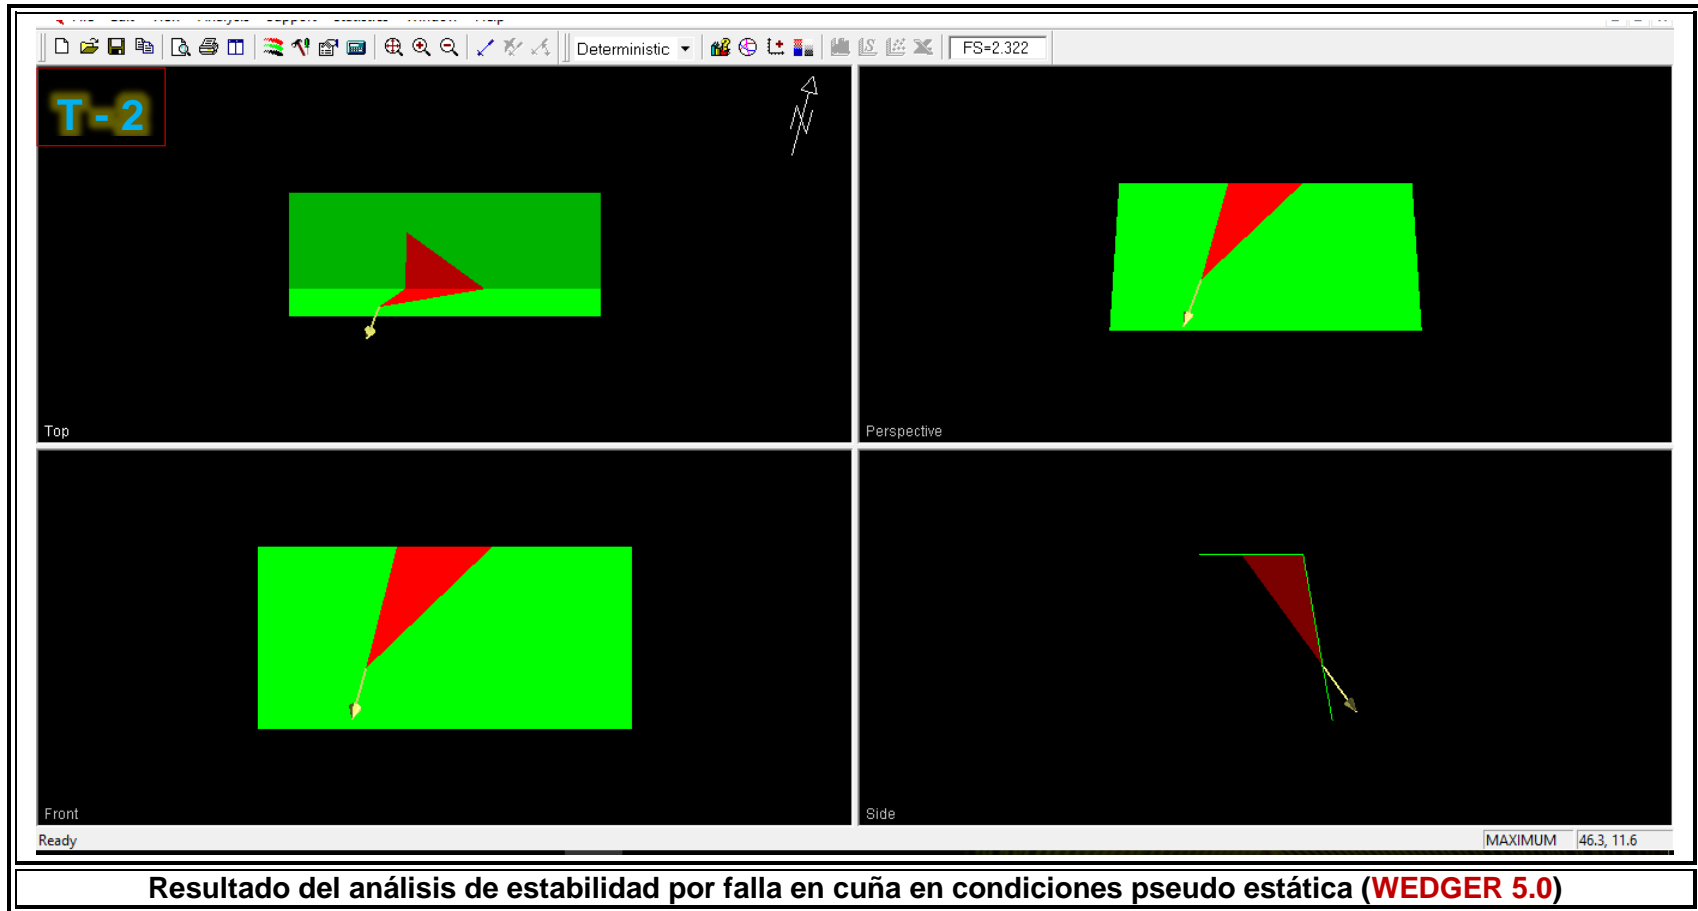 Deterministic
FS=2.322
T - 2
N
Top
Perspective
Front
Side
Ready
MAXIMUM
46.3, 11.6
Resultado del análisis de estabilidad por falla en cuña en condiciones pseudo estática (WEDGER 5.0)